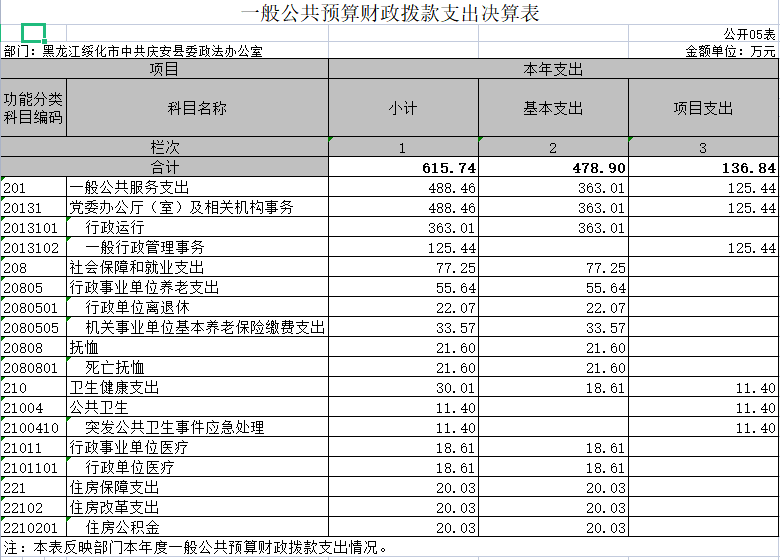 一般公共预算财政拨款支出决算表
公开05表
部门：黑龙江绥化市中共庆安县委政法办公室 金额单位：万元
项目 本年支出
功能分类科目编码 科目名称 小计 基本支出 项目支出
栏次 1 2 3
合计 615.74 478.90 136.84
201 一般公共服务支出 488.46 363.01 125.44
20131 党委办公厅（室）及相关机构事务 488.46 363.01 125.44
2013101 行政运行 363.01 363.01
2013102 一般行政管理事务 125.44 125.44
208 社会保障和就业支出 77.25 77.25
20805 行政事业单位养老支出 55.64 55.64
2080501 行政单位离退休 22.07 22.07
2080505 机关事业单位基本养老保险缴费支出 33.57 33.57
20808 抚恤 21.60 21.60
2080801 死亡抚恤 21.60 21.60
210 卫生健康支出 30.01 18.61 11.40
21004 公共卫生 11.40 11.40
2100410 突发公共卫生事件应急处理 11.40 11.40
21011 行政事业单位医疗 18.61 18.61
2101101 行政单位医疗 18.61 18.61
221 住房保障支出 20.03 20.03
22102 住房改革支出 20.03 20.03
2210201 住房公积金 20.03 20.03
注：本表反映部门本年度一般公共预算财政拨款支出情况。